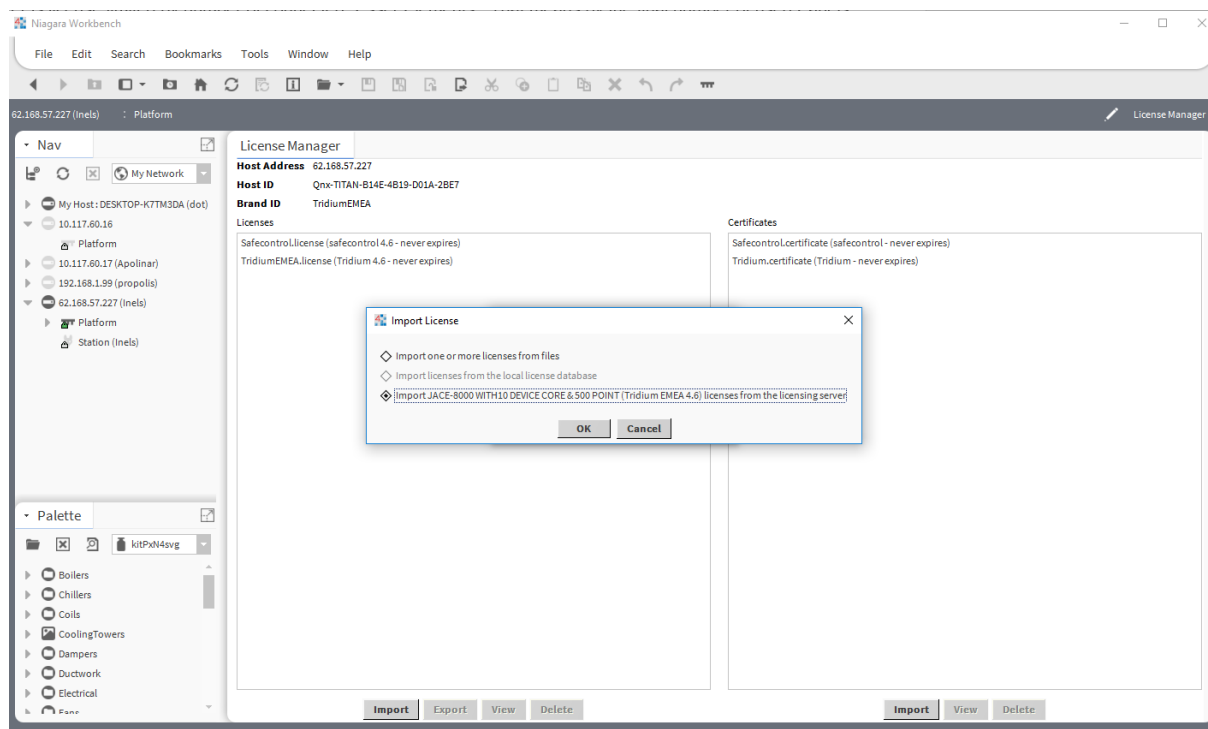 Niagara Workbench
File Edit Search Bookmarks Tools Window Help
62.168.57.227 (Inels) : Platform License Manager
Nav
My Network
My Host : DESKTOP-K7TM3DA (dot)
10.117.60.16
Platform
10.117.60.17 (Apolinar)
192.168.1.99 (propolis)
62.168.57.227 (Inels)
Platform
Station (Inels)
Palette
kitPxN4svg
Boilers
Chillers
Coils
CoolingTowers
Dampers
Ductwork
Electrical
Fans
License Manager
Host Address 62.168.57.227
Host ID Qnx-TITAN-B14E-4B19-D01A-2BE7
Brand ID TridiumEMEA
Licenses
Safecontrol.license (safecontrol 4.6 - never expires)
TridiumEMEA.license (Tridium 4.6 - never expires)
Import Export View Delete
Certificates
Safecontrol.certificate (safecontrol - never expires)
Tridium.certificate (Tridium - never expires)
Import View Delete
Import License
Import one or more licenses from files
Import licenses from the local license database
Import JACE-8000 WITH10 DEVICE CORE & 500 POINT (Tridium EMEA 4.6) licenses from the licensing server
OK Cancel